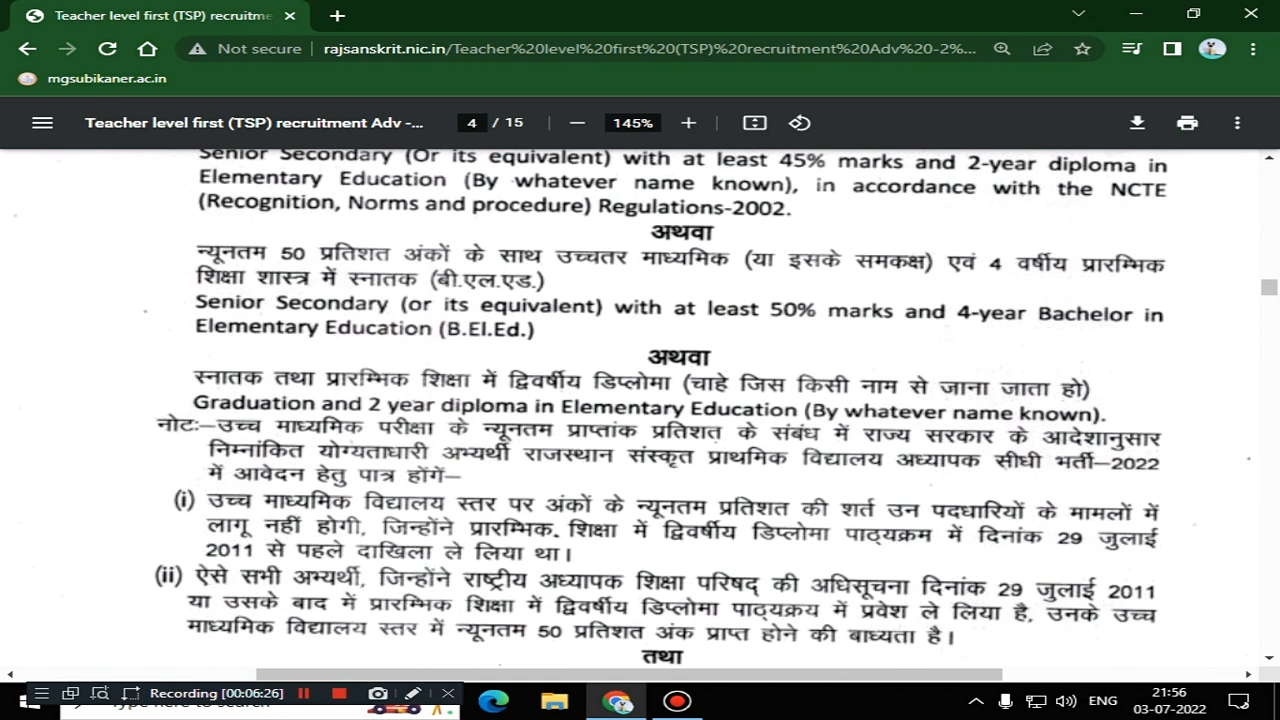 Teacher level first (TSP) recruitme
Not secure
rajsanskrit.nic.in/Teacher%20level%20first%20(TSP)%20recruitment%20Adv%20-2%...
mgsubikaner.ac.in
Teacher level first (TSP) recruitment Adv -...
4 / 15
145%
Senior Secondary (Or its equivalent) with at least 45% marks and 2-year diploma in
Elementary Education (By whatever name known), in accordance with the NCTE
(Recognition, Norms and procedure) Regulations-2002.
अथवा
न्यूनतम 50 प्रतिशत अंकों के साथ उच्चतर माध्यमिक (या इसके समकक्ष) एवं 4 वर्षीय प्रारम्भिक
शिक्षा शास्त्र में स्नातक (बी.एल.एड.)
Senior Secondary (or its equivalent) with at least 50% marks and 4-year Bachelor in
Elementary Education (B.El.Ed.)
अथवा
स्नातक तथा प्रारम्भिक शिक्षा में द्विवर्षीय डिप्लोमा (चाहे जिस किसी नाम से जाना जाता हो)
Graduation and 2 year diploma in Elementary Education (By whatever name known).
नोटः–उच्च माध्यमिक परीक्षा के न्यूनतम प्राप्तांक प्रतिशत के संबंध में राज्य सरकार के आदेशानुसार
निम्नांकित योग्यताधारी अभ्यर्थी राजस्थान संस्कृत प्राथमिक विद्यालय अध्यापक सीधी भर्ती–2022
में आवेदन हेतु पात्र होंगें–
(i) उच्च माध्यमिक विद्यालय स्तर पर अंकों के न्यूनतम प्रतिशत की शर्त उन पदधारियों के मामलों में
लागू नहीं होगी, जिन्होंने प्रारम्भिक. शिक्षा में द्विवर्षीय डिप्लोमा पाठ्यक्रम में दिनांक 29 जुलाई
2011 से पहले दाखिला ले लिया था।
(ii) ऐसे सभी अभ्यर्थी, जिन्होंने राष्ट्रीय अध्यापक शिक्षा परिषद् की अधिसूचना दिनांक 29 जुलाई 2011
या उसके बाद में प्रारम्भिक शिक्षा में द्विवर्षीय डिप्लोमा पाठ्यक्रय में प्रवेश ले लिया है, उनके उच्च
माध्यमिक विद्यालय स्तर में न्यूनतम 50 प्रतिशत अंक प्राप्त होने की बाध्यता है।
तथा
Recording [00:06:26]
Type here to search
ENG
21:56
03-07-2022